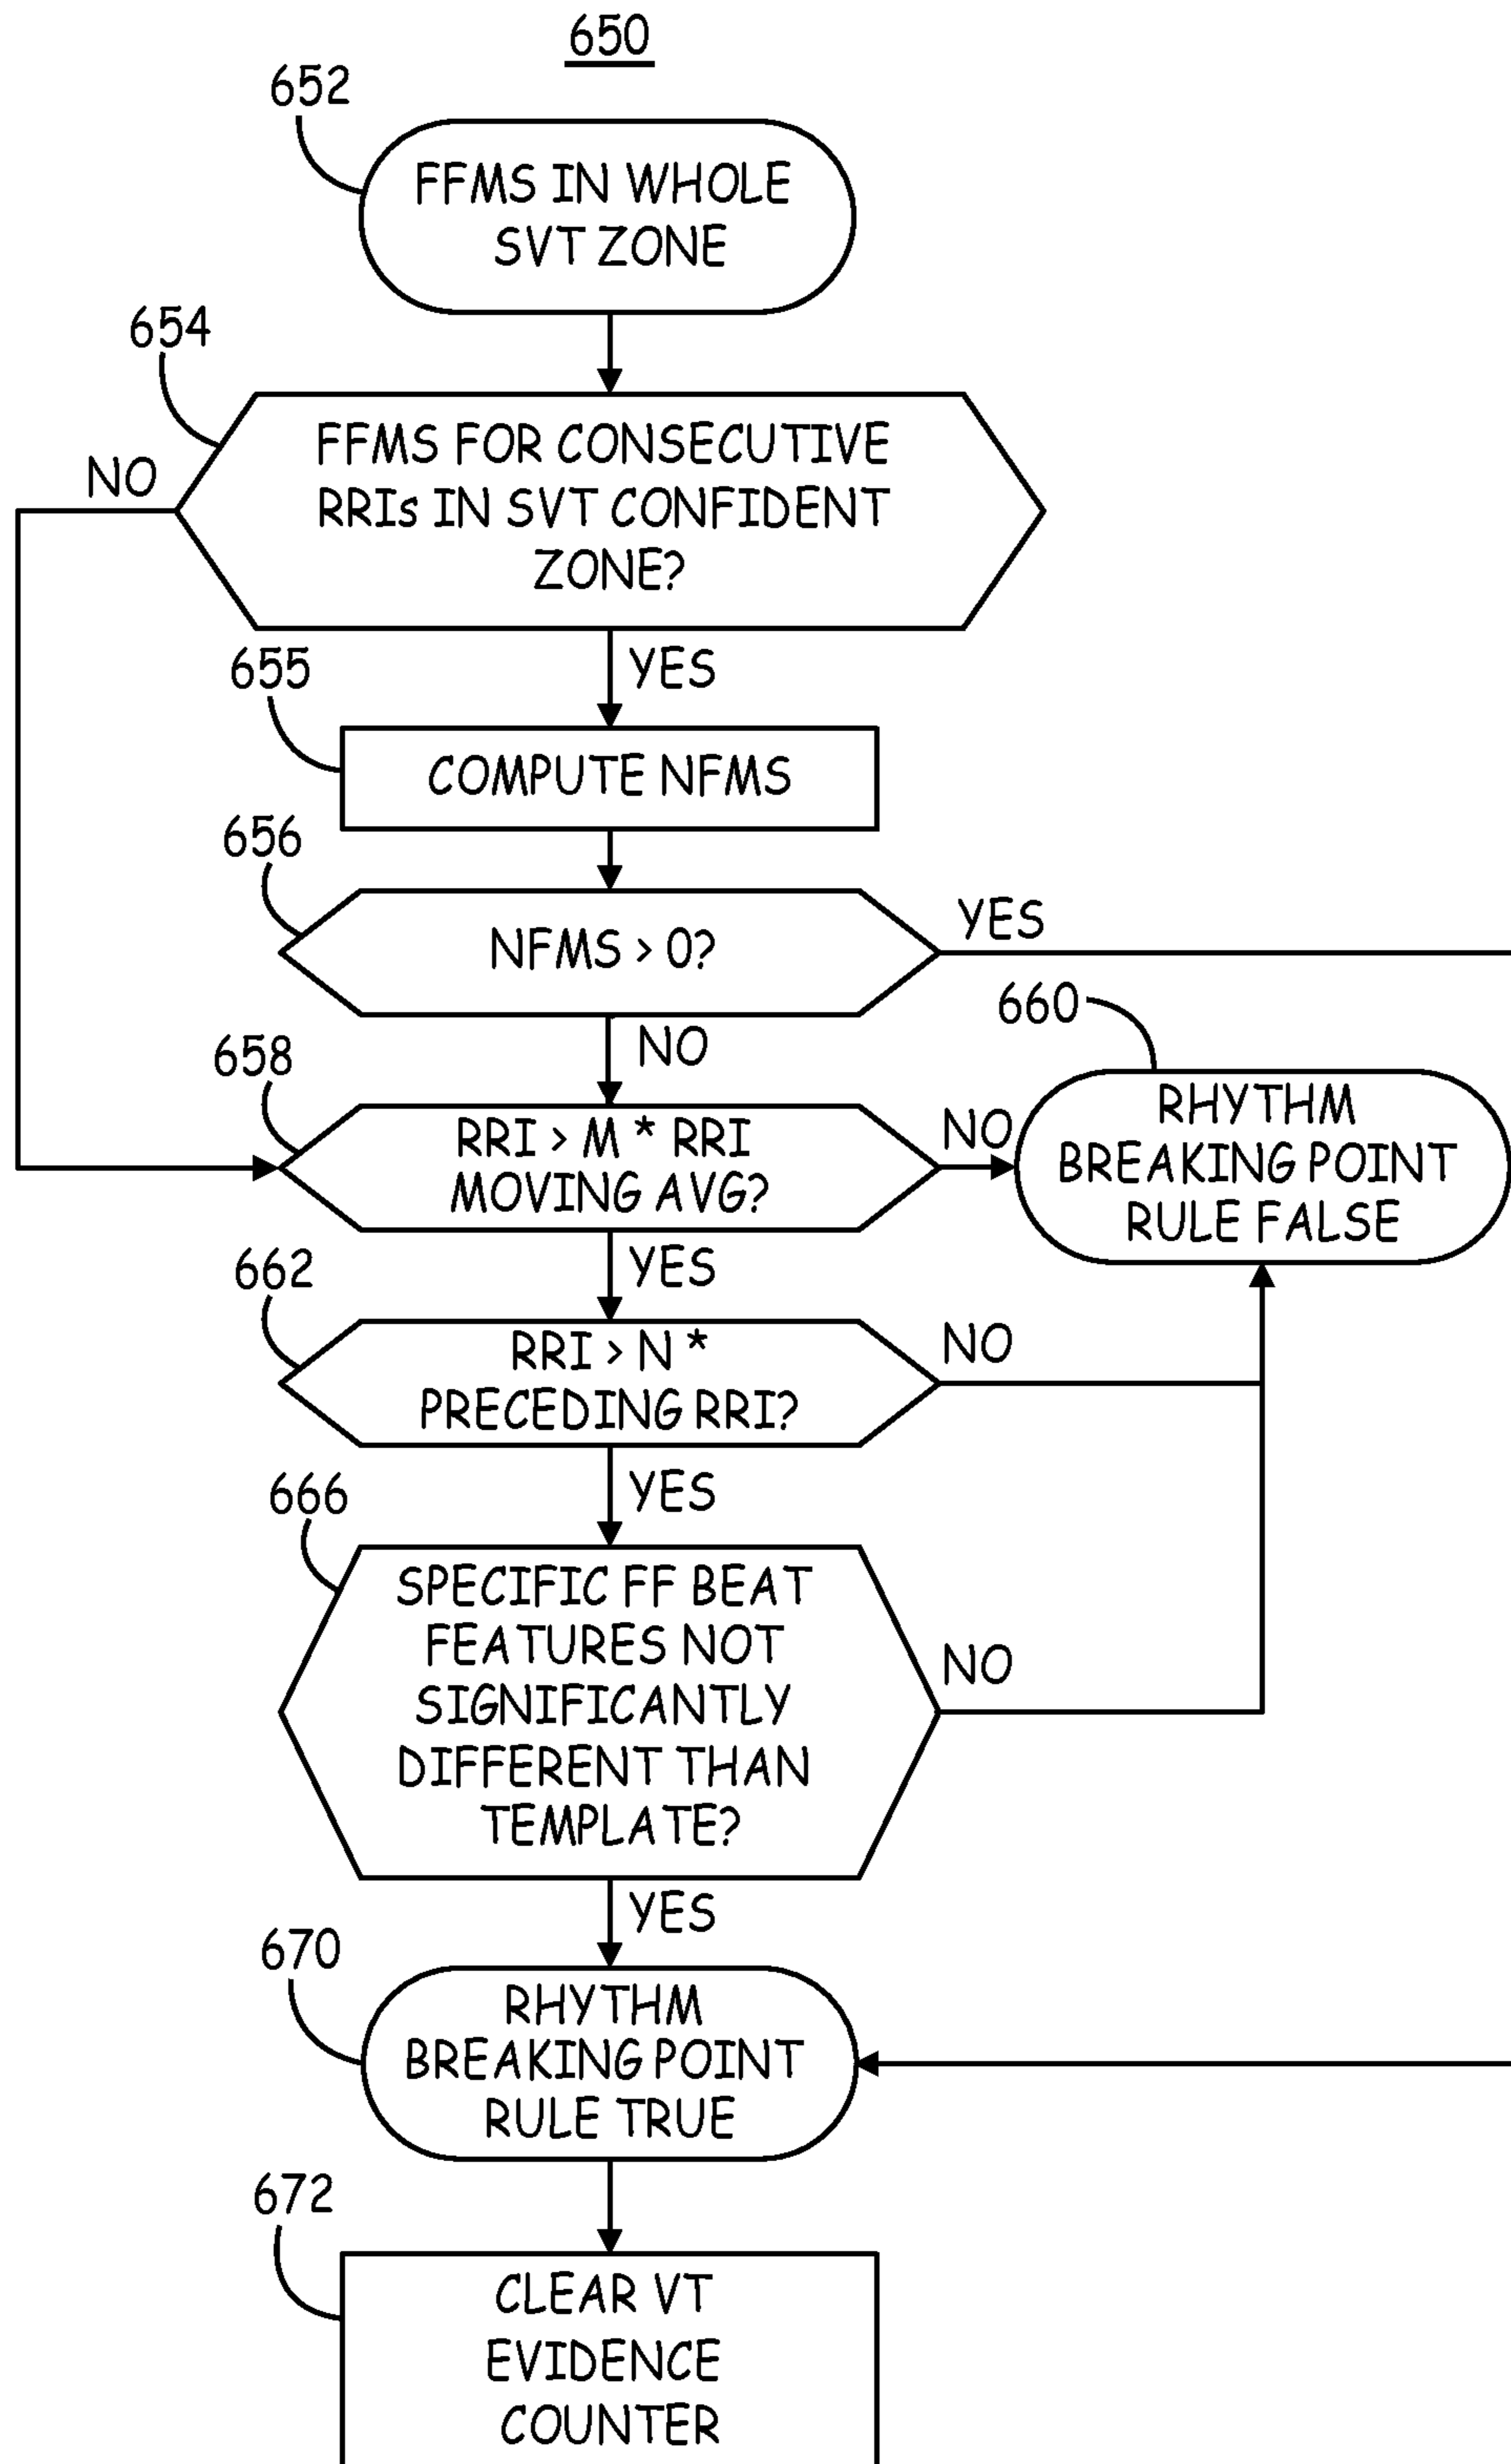 650
652
FFMS IN WHOLE
SVT ZONE
654
NO
FFMS FOR CONSECUTIVE
RRIs IN SVT CONFIDENT
ZONE?
YES
655
COMPUTE NFMS
656
NFMS > 0?
YES
NO
658
RRI > M * RRI
MOVING AVG?
NO
660
RHYTHM
BREAKING POINT
RULE FALSE
YES
662
RRI > N *
PRECEDING RRI?
NO
YES
666
SPECIFIC FF BEAT
FEATURES NOT
SIGNIFICANTLY
DIFFERENT THAN
TEMPLATE?
NO
YES
670
RHYTHM
BREAKING POINT
RULE TRUE
672
CLEAR VT
EVIDENCE
COUNTER